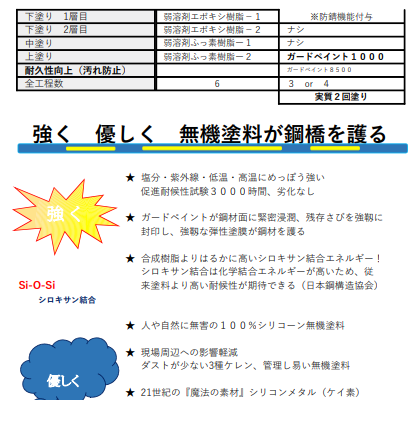 下塗り 1層目 弱溶剤エポキシ樹脂－1 ※防錆機能付与
下塗り 2層目 弱溶剤エポキシ樹脂－2 ナシ
中塗り 弱溶剤ふっ素樹脂ー1 ナシ
上塗り 弱溶剤ふっ素樹脂ー2 ガードペイント1000
耐久性向上（汚れ防止） ガードペイント8500
全工程数 6 3 or 4
実質2回塗り
強く 優しく 無機塗料が鋼橋を護る
★ 塩分・紫外線・低温・高温にめっぽう強い
促進耐候性試験3000時間、劣化なし
強く
★ ガードペイントが鋼材面に緊密浸潤、残存さびを強靭に
封印し、強靭な弾性塗膜が鋼材を護る
★ 合成樹脂よりはるかに高いシロキサン結合エネルギー！
シロキサン結合は化学結合エネルギーが高いため、従
来塗料より高い耐候性が期待できる（日本鋼構造協会）
Si-O-Si
シロキサン結合
★ 人や自然に無害の100％シリコーン無機塗料
★ 現場周辺への影響軽減
ダストが少ない3種ケレン、管理し易い無機塗料
優しく
★ 21世紀の『魔法の素材』シリコンメタル（ケイ素）